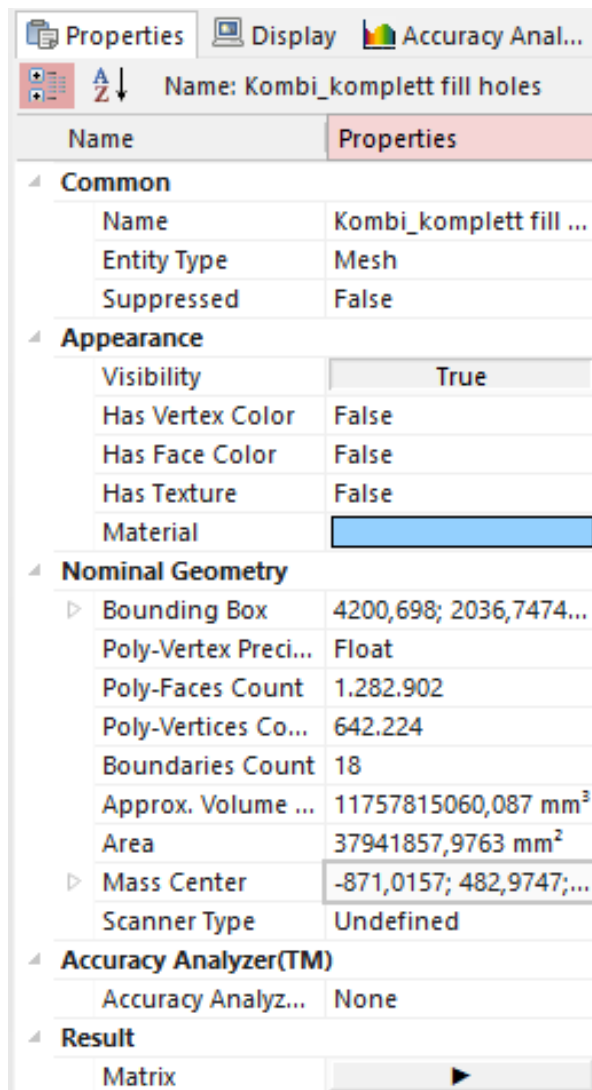 Properties Display Accuracy Anal...
Name: Kombi_komplett fill holes
Name Properties
Common
Name Kombi_komplett fill ...
Entity Type Mesh
Suppressed False
Appearance
Visibility True
Has Vertex Color False
Has Face Color False
Has Texture False
Material
Nominal Geometry
Bounding Box 4200,698; 2036,7474...
Poly-Vertex Preci... Float
Poly-Faces Count 1.282.902
Poly-Vertices Co... 642.224
Boundaries Count 18
Approx. Volume ... 11757815060,087 mm³
Area 37941857,9763 mm²
Mass Center -871,0157; 482,9747;...
Scanner Type Undefined
Accuracy Analyzer(TM)
Accuracy Analyz... None
Result
Matrix